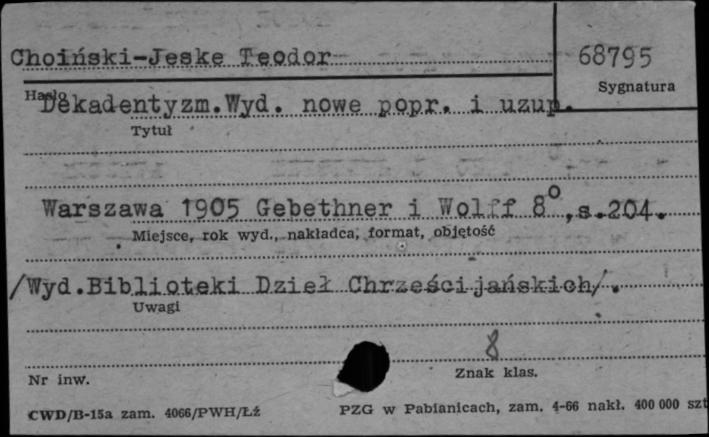 Choiński-Jeske Teodor 68795
Sygnatura
Hasło
Dekadentyzm.Wyd. nowe popr. i uzup.
Tytuł
Warszawa 1905 Gebethner i Wolff 8⁰,s.204.
Miejsce, rok wyd., nakładca, format, objętość
/Wyd.Biblioteki Dzieł Chrześcijańskich/.
Uwagi
8
Nr inw. Znak klas.
CWD/B-15a zam. 4066/PWH/Łź PZG w Pabianicach, zam. 4-66 nakł. 400 000 szt